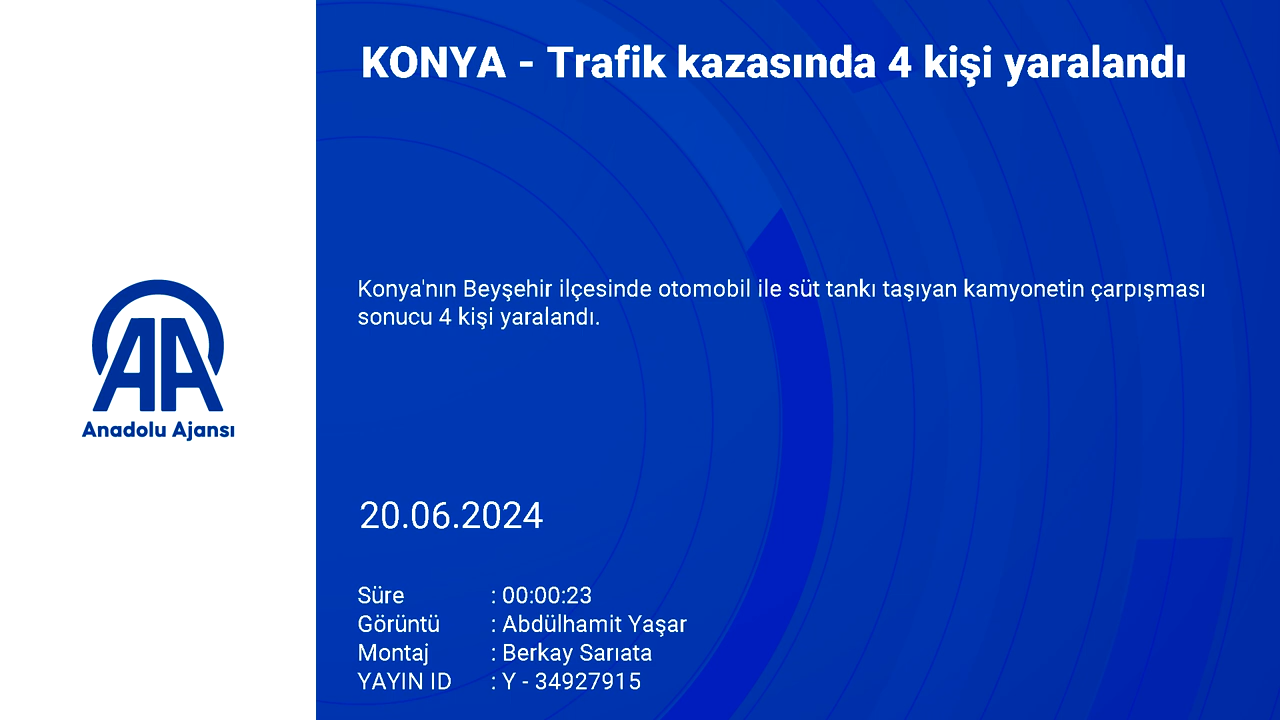 KONYA - Trafik kazasında 4 kişi yaralandı
Konya'nın Beyşehir ilçesinde otomobil ile süt tankı taşıyan kamyonetin çarpışması
sonucu 4 kişi yaralandı.
AA
Anadolu Ajansı
20.06.2024
Süre : 00:00:23
Görüntü : Abdülhamit Yaşar
Montaj : Berkay Sarıata
YAYIN ID : Y - 34927915